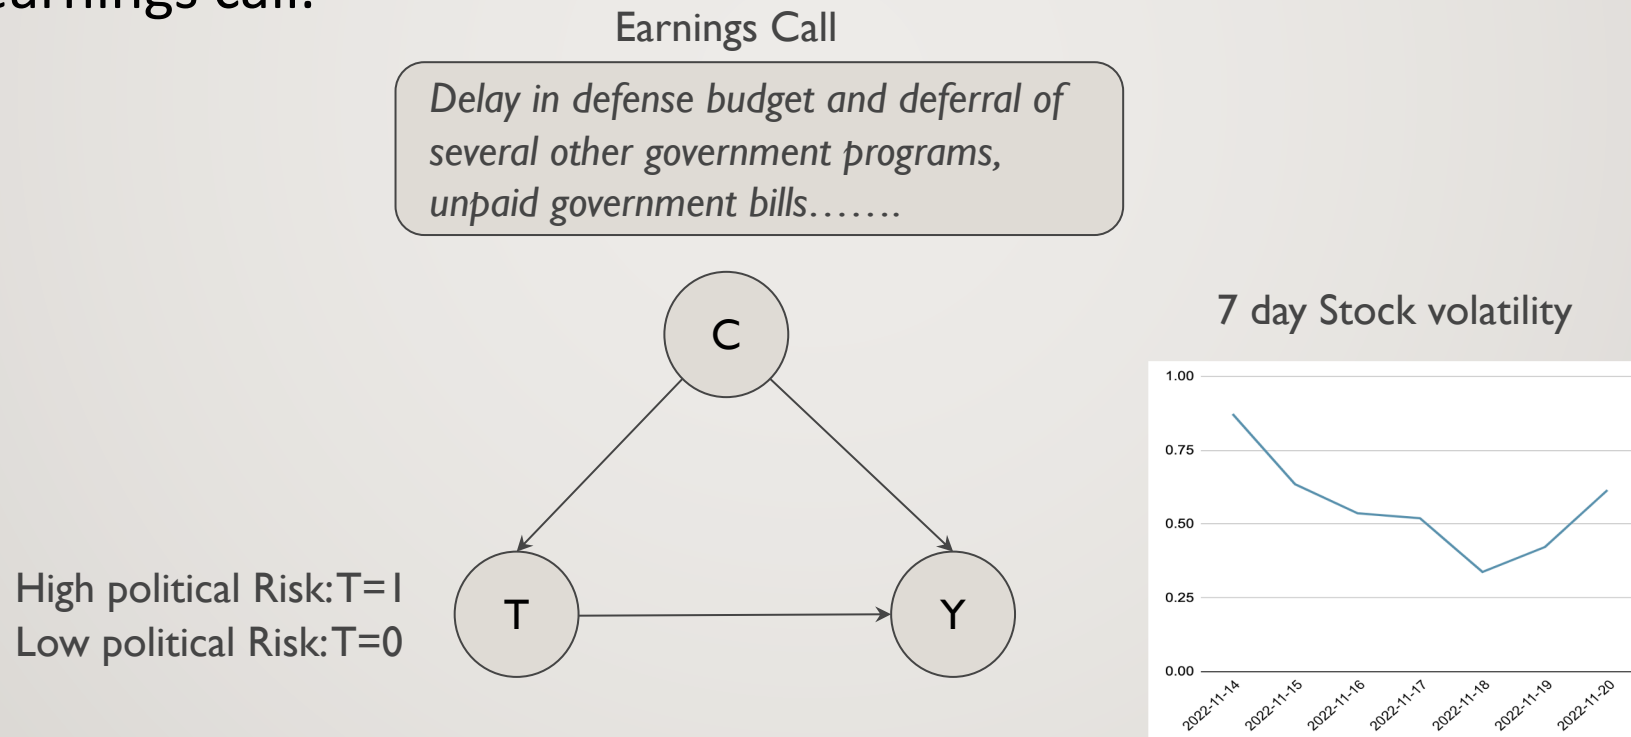 earnings call.
Earnings Call
Delay in defense budget and deferral of
several other government programs,
unpaid government bills.......
C
7 day Stock volatility
1.00
0.75
0.50
0.25
0.00
2022-11-14
2022-11-15
2022-11-16
2022-11-17
2022-11-18
2022-11-19
2022-11-20
High political Risk:T=1
Low political Risk:T=0
T
Y